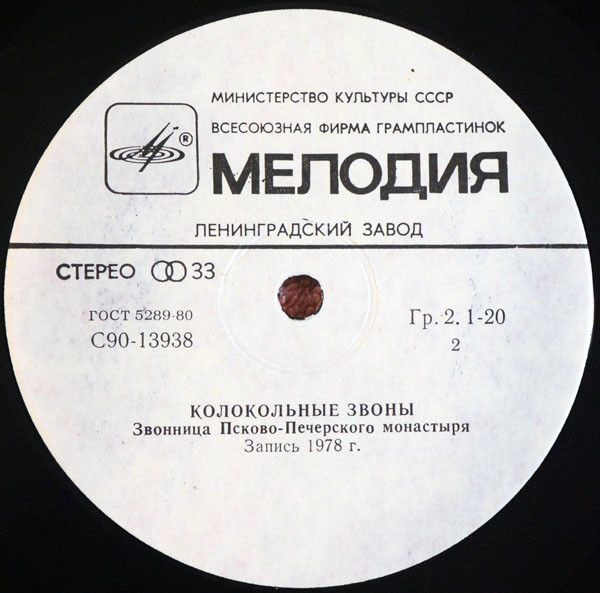 МИНИСТЕРСТВО КУЛЬТУРЫ СССР
ВСЕСОЮЗНАЯ ФИРМА ГРАМПЛАСТИНОК
®
МЕЛОДИЯ
ЛЕНИНГРАДСКИЙ ЗАВОД
СТЕРЕО 33
ГОСТ 5289-80
Гр. 2. 1-20
С90-13938
2
КОЛОКОЛЬНЫЕ ЗВОНЫ
Звонница Псково-Печерского монастыря
Запись 1978 г.